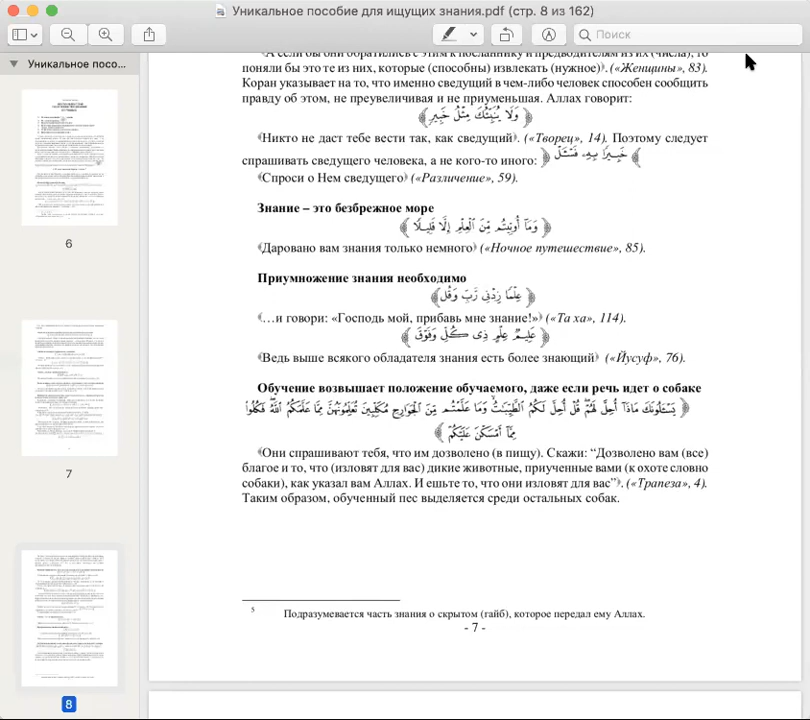 Уникальное пособие для ищущих знания.pdf (стр. 8 из 162)
Поиск
Уникальное посо...
6
7
8
«А если бы они обратились с этим к посланнику и предводителям из их (числа), то
поняли бы это те из них, которые (способны) извлекать (нужное)». («Женщины», 83).
Коран указывает на то, что именно сведущий в чем-либо человек способен сообщить
правду об этом, не преувеличивая и не приуменьшая. Аллах говорит:
﴿ وَلَا يُنَبِّئُكَ مِثْلُ خَبِيرٍ ﴾
«Никто не даст тебе вести так, как сведущий». («Творец», 14). Поэтому следует
спрашивать сведущего человека, а не кого-то иного: ﴿ خَبِيرًا بِهِۦ فَسْـَٔلْ ﴾
«Спроси о Нем сведущего» («Различение», 59).
Знание – это безбрежное море
﴿ وَمَآ أُوتِيتُم مِّنَ ٱلْعِلْمِ إِلَّا قَلِيلًا ﴾
«Даровано вам знания только немного» («Ночное путешествие», 85).
Приумножение знания необходимо
﴿ عِلْمًا زِدْنِى رَّبِّ وَقُل ﴾
«…и говори: «Господь мой, прибавь мне знание!»» («Та ха», 114).
﴿ عَلِيمٌ عِلْمٍ ذِى كُلِّ وَفَوْقَ ﴾
«Ведь выше всякого обладателя знания есть более знающий» («Йусуф», 76).
Обучение возвышает положение обучаемого, даже если речь идет о собаке
﴿ يَسْـَٔلُونَكَ مَاذَآ أُحِلَّ لَهُمْ ۖ قُلْ أُحِلَّ لَكُمُ ٱلطَّيِّبَـٰتُ ۙ وَمَا عَلَّمْتُم مِّنَ ٱلْجَوَارِحِ مُكَلِّبِينَ تُعَلِّمُونَهُنَّ مِمَّا عَلَّمَكُمُ ٱللَّهُ ۖ فَكُلُوا۟
مِمَّآ أَمْسَكْنَ عَلَيْكُمْ ﴾
«Они спрашивают тебя, что им дозволено (в пищу). Скажи: “Дозволено вам (все)
благое и то, что (изловят для вас) дикие животные, приученные вами (к охоте словно
собаки), как указал вам Аллах. И ешьте то, что они изловят для вас”». («Трапеза», 4).
Таким образом, обученный пес выделяется среди остальных собак.
5 Подразумевается часть знания о скрытом (гайб), которое передал ему Аллах.
- 7 -